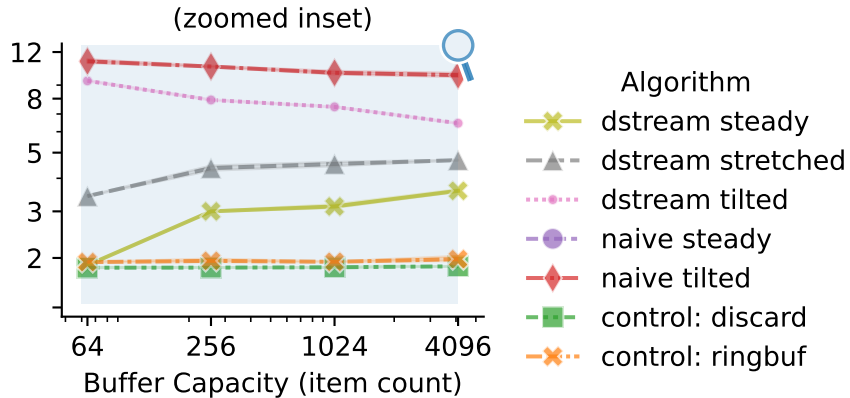 (zoomed inset)
12
8
5
3
2
64 256 1024 4096
Buffer Capacity (item count)
Algorithm
dstream steady
dstream stretched
dstream tilted
naive steady
naive tilted
control: discard
control: ringbuf